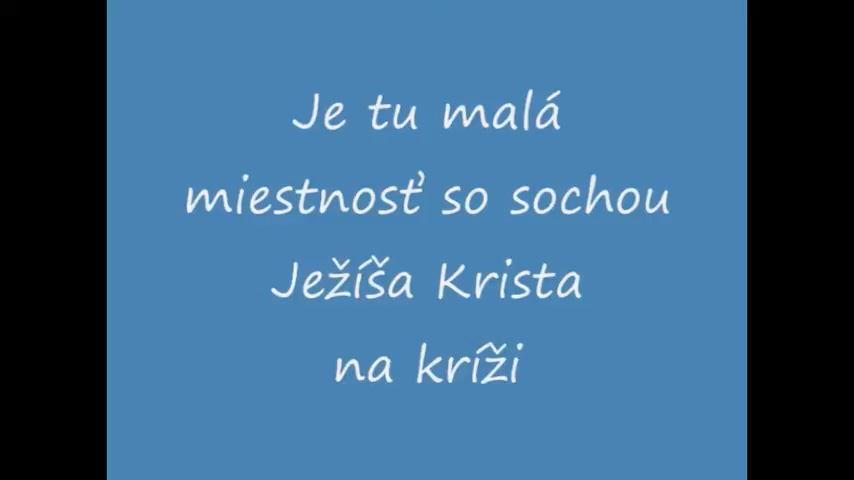 Je tu malá
miestnosť so sochou
Ježíša Krista
na kríži